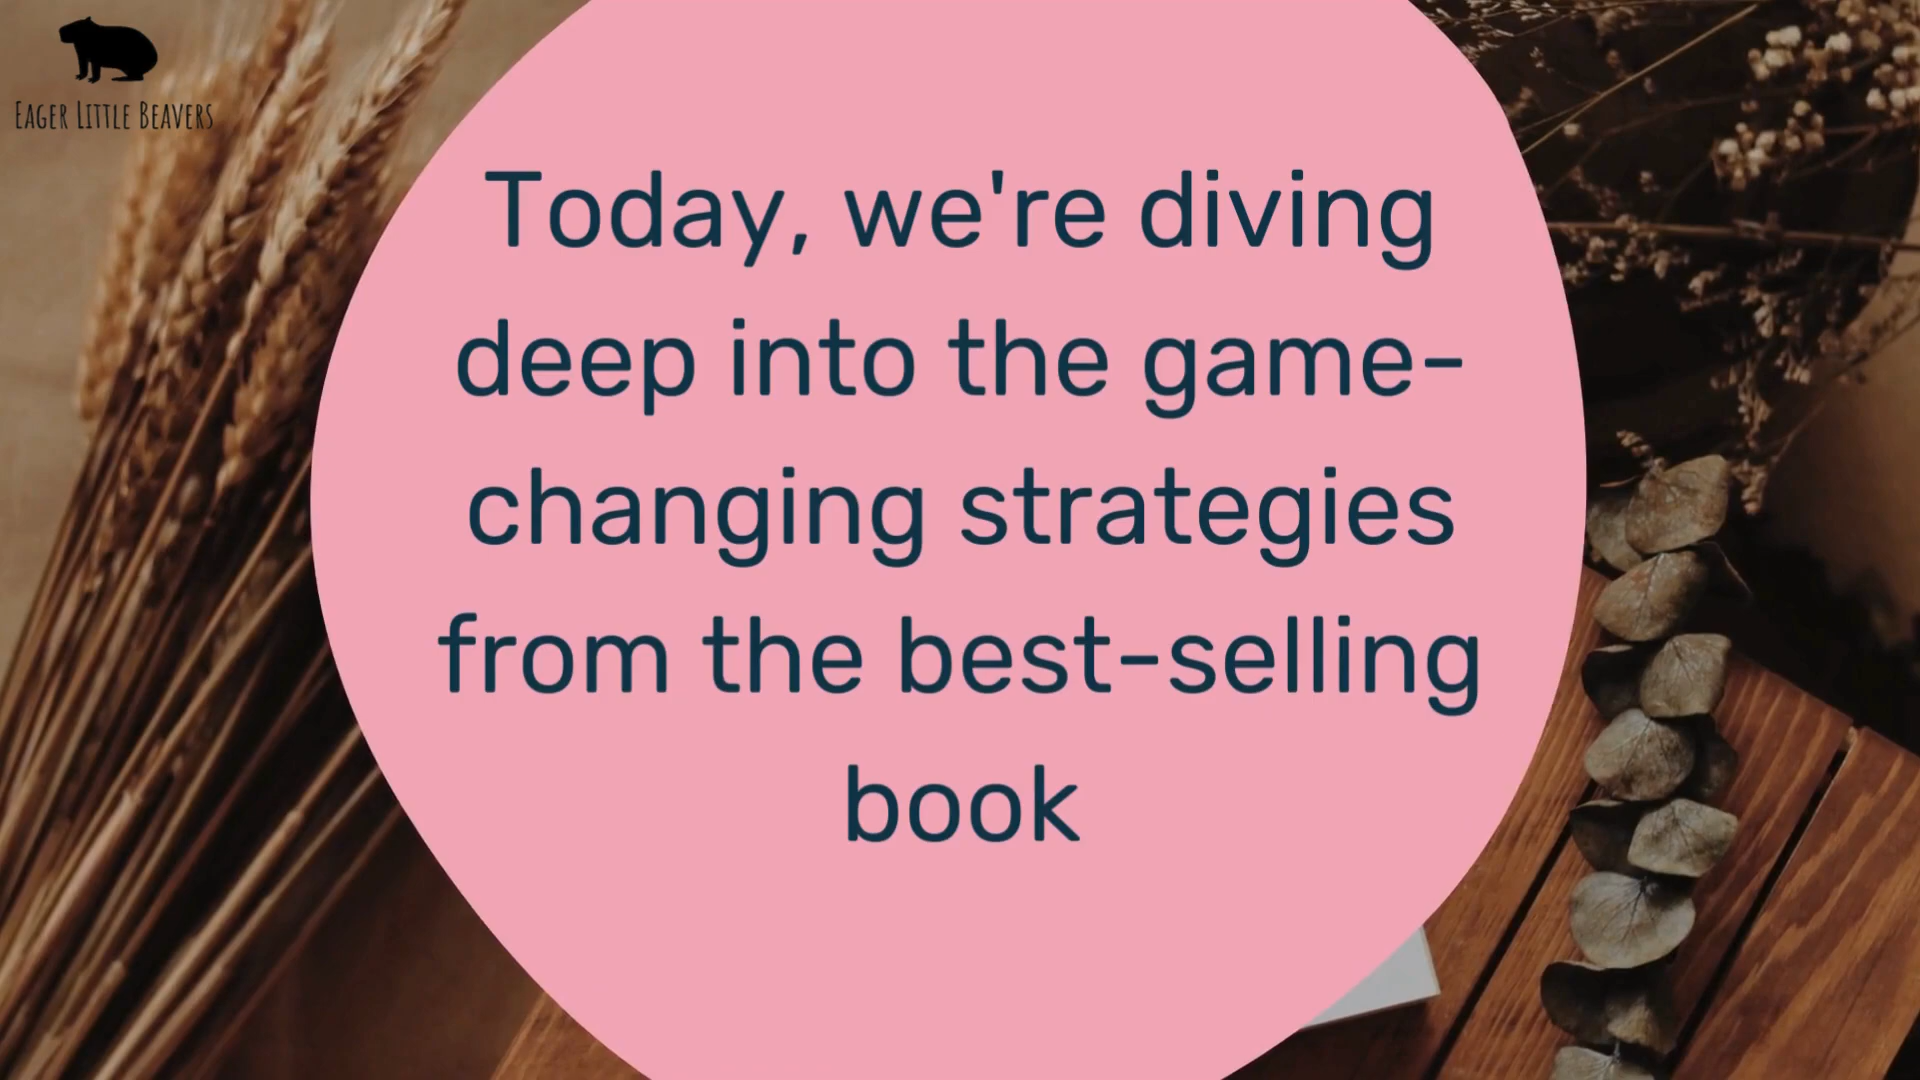 EAGER LITTLE BEAVERS
Today, we're diving
deep into the game-
changing strategies
from the best-selling
book